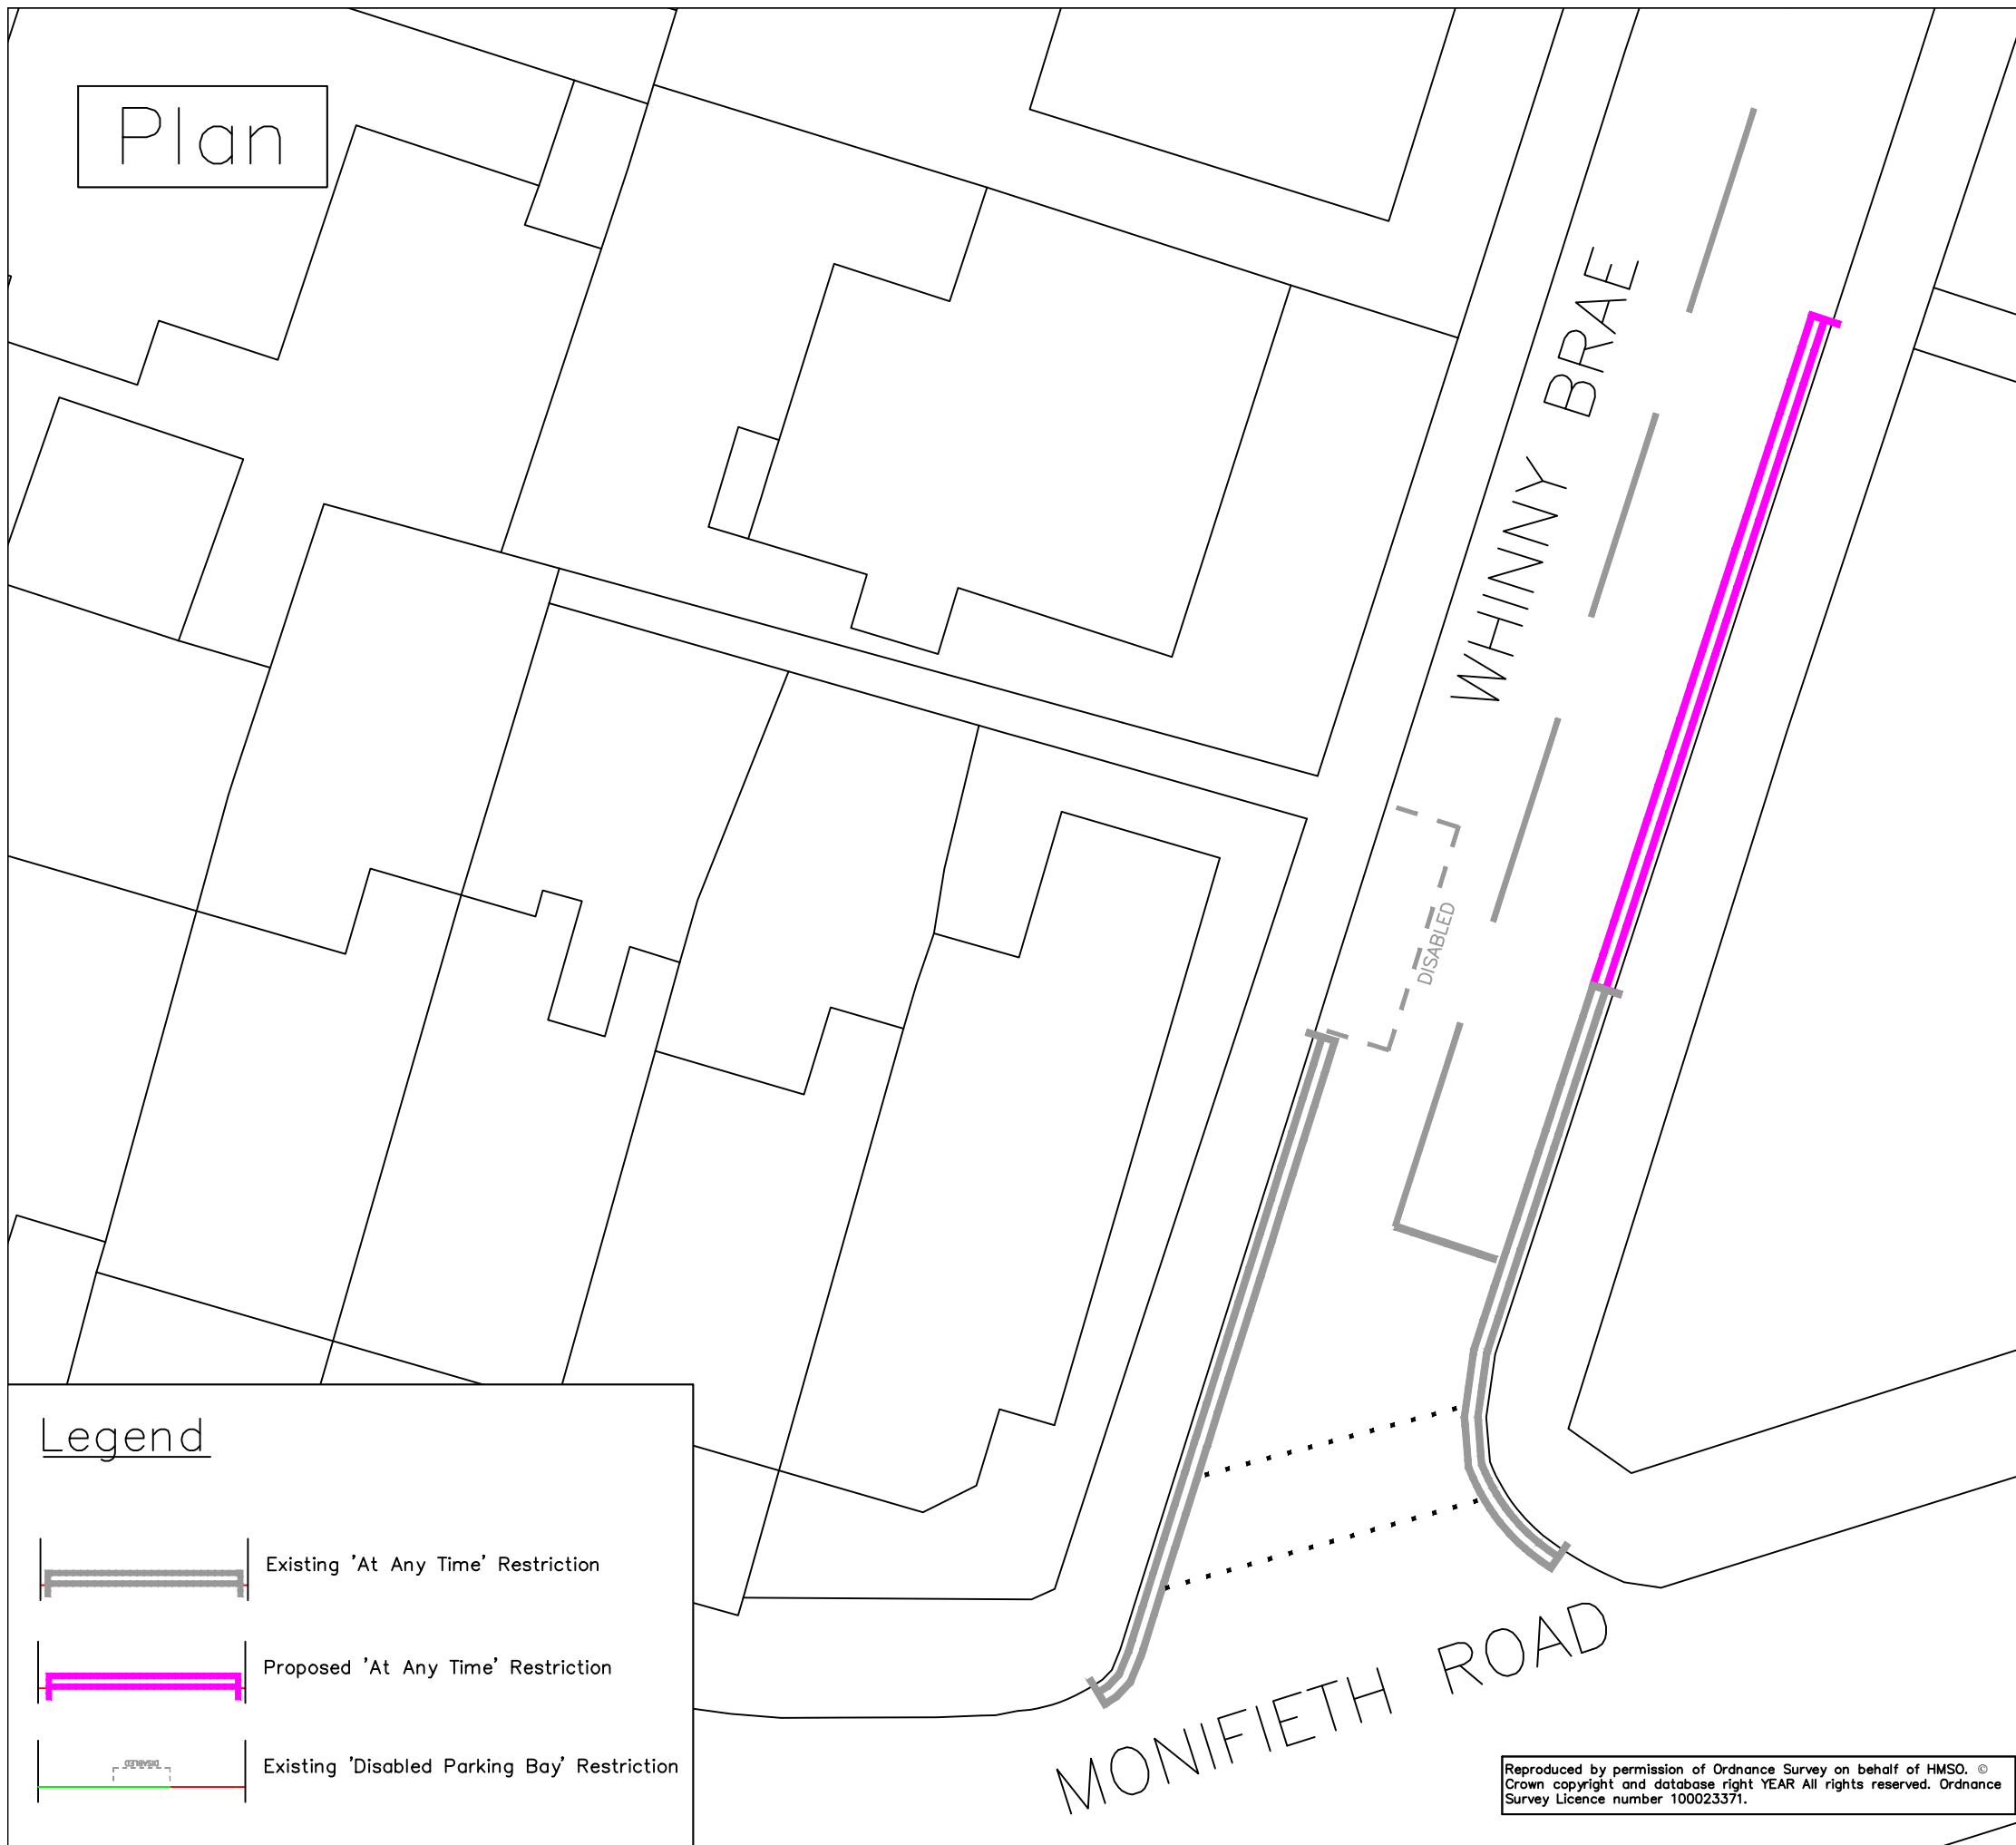 Plan
WHINNY BRAE
DISABLED
Legend
Existing 'At Any Time' Restriction
Proposed 'At Any Time' Restriction
DISABLED
Existing 'Disabled Parking Bay' Restriction
MONIFIETH ROAD
Reproduced by permission of Ordnance Survey on behalf of HMSO. ©
Crown copyright and database right YEAR All rights reserved. Ordnance
Survey Licence number 100023371.